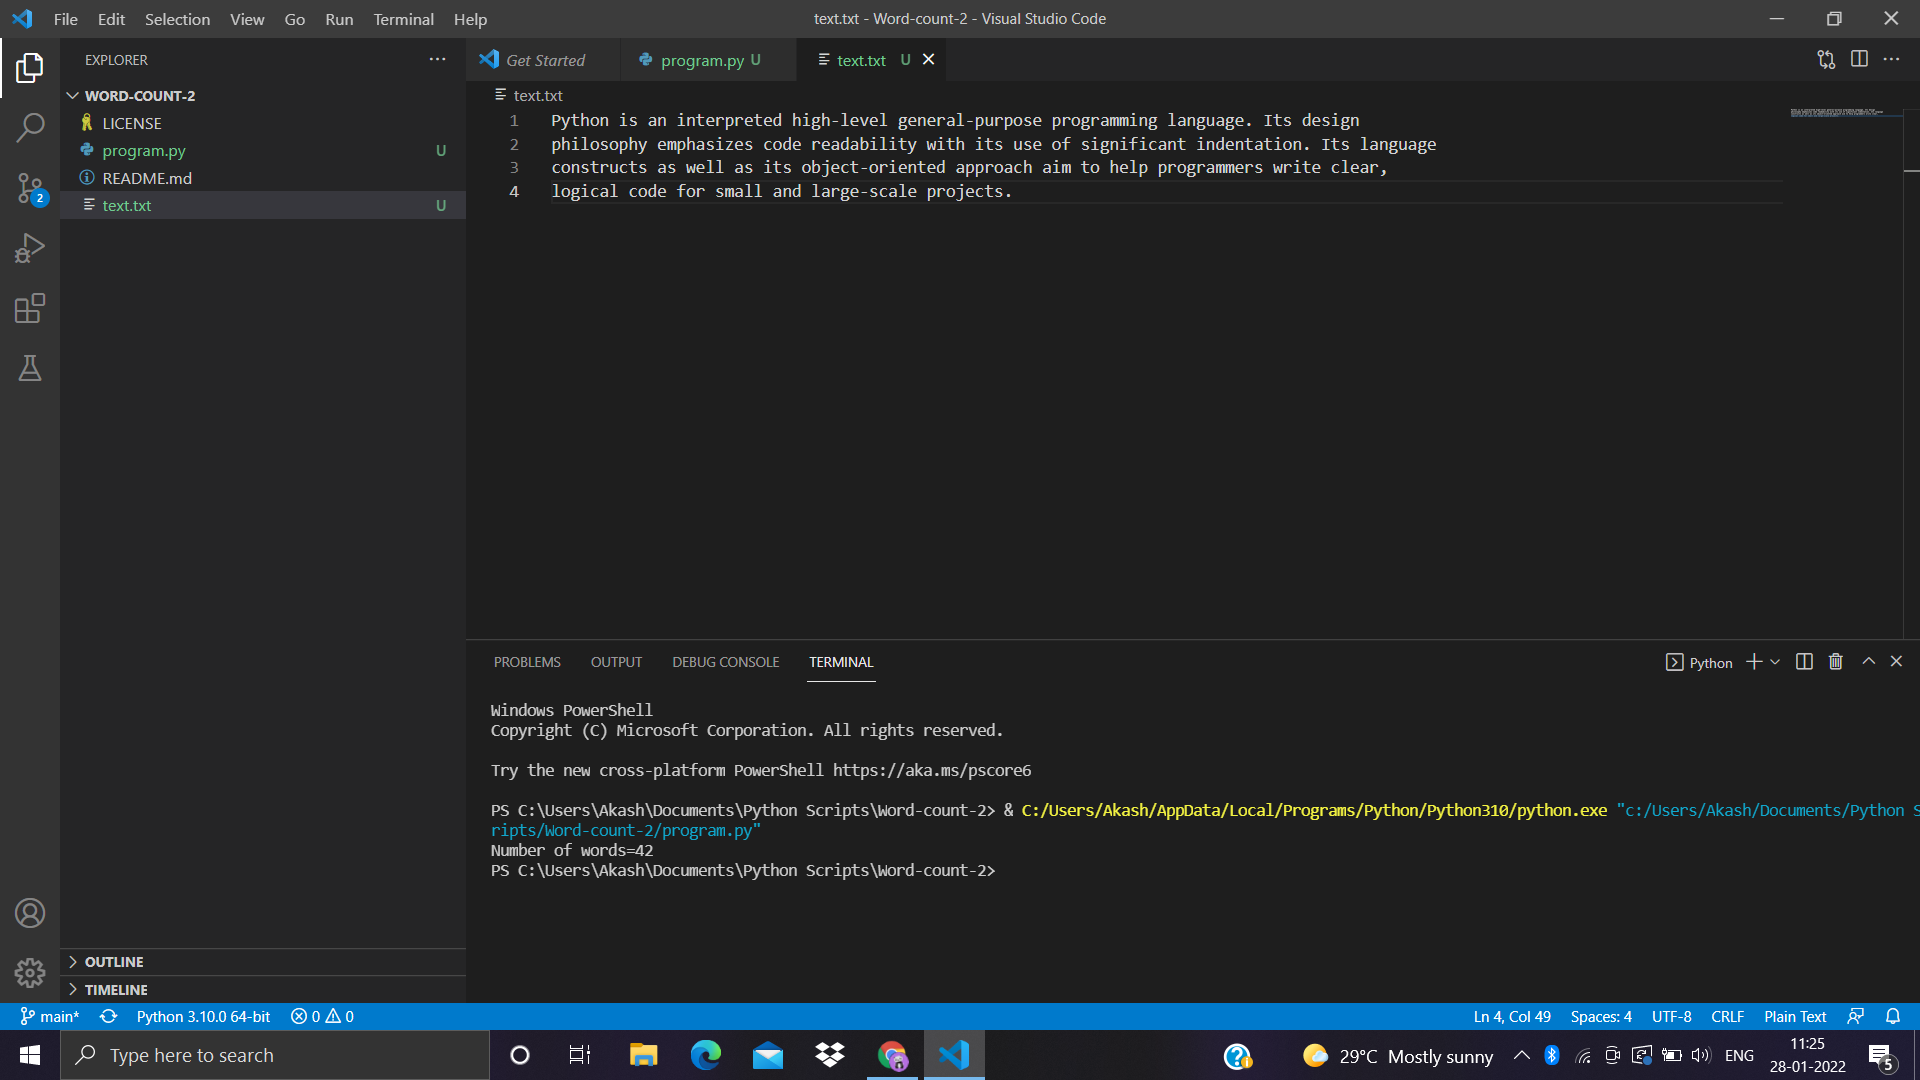 File Edit Selection View Go Run Terminal Help
text.txt - Word-count-2 - Visual Studio Code
EXPLORER
Get Started
program.py U
text.txt U
WORD-COUNT-2
LICENSE
program.py U
README.md
text.txt U
2
text.txt
1 Python is an interpreted high-level general-purpose programming language. Its design
2 philosophy emphasizes code readability with its use of significant indentation. Its language
3 constructs as well as its object-oriented approach aim to help programmers write clear,
4 logical code for small and large-scale projects.
PROBLEMS OUTPUT DEBUG CONSOLE TERMINAL
Python
Windows PowerShell
Copyright (C) Microsoft Corporation. All rights reserved.
Try the new cross-platform PowerShell https://aka.ms/pscore6
PS C:\Users\Akash\Documents\Python Scripts\Word-count-2> & C:/Users/Akash/AppData/Local/Programs/Python/Python310/python.exe "c:/Users/Akash/Documents/Python S
ripts/Word-count-2/program.py"
Number of words=42
PS C:\Users\Akash\Documents\Python Scripts\Word-count-2>
OUTLINE
TIMELINE
main* Python 3.10.0 64-bit 0 0
Ln 4, Col 49 Spaces: 4 UTF-8 CRLF Plain Text
Type here to search
29°C Mostly sunny
ENG
11:25
28-01-2022
5